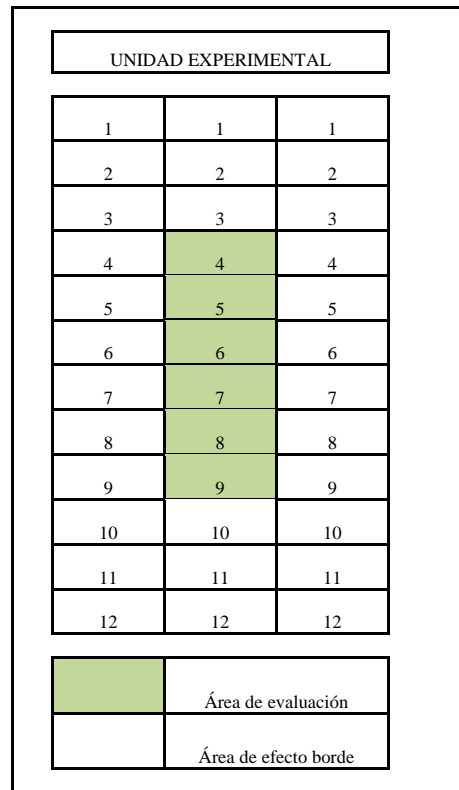 UNIDAD EXPERIMENTAL
1 1 1
2 2 2
3 3 3
4 4 4
5 5 5
6 6 6
7 7 7
8 8 8
9 9 9
10 10 10
11 11 11
12 12 12
Área de evaluación
Área de efecto borde